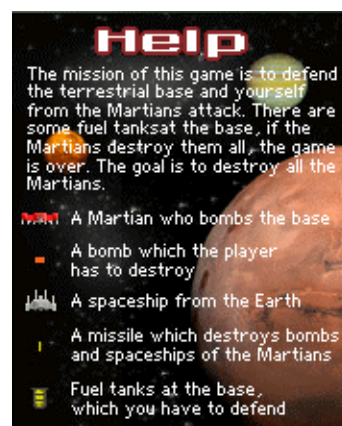 Help
The mission of this game is to defend
the terrestrial base and yourself
from the Martians attack. There are
some fuel tanksat the base, if the
Martians destroy them all, the game
is over. The goal is to destroy all the
Martians.
A Martian who bombs the base
A bomb which the player
has to destroy
A spaceship from the Earth
A missile which destroys bombs
and spaceships of the Martians
Fuel tanks at the base,
which you have to defend